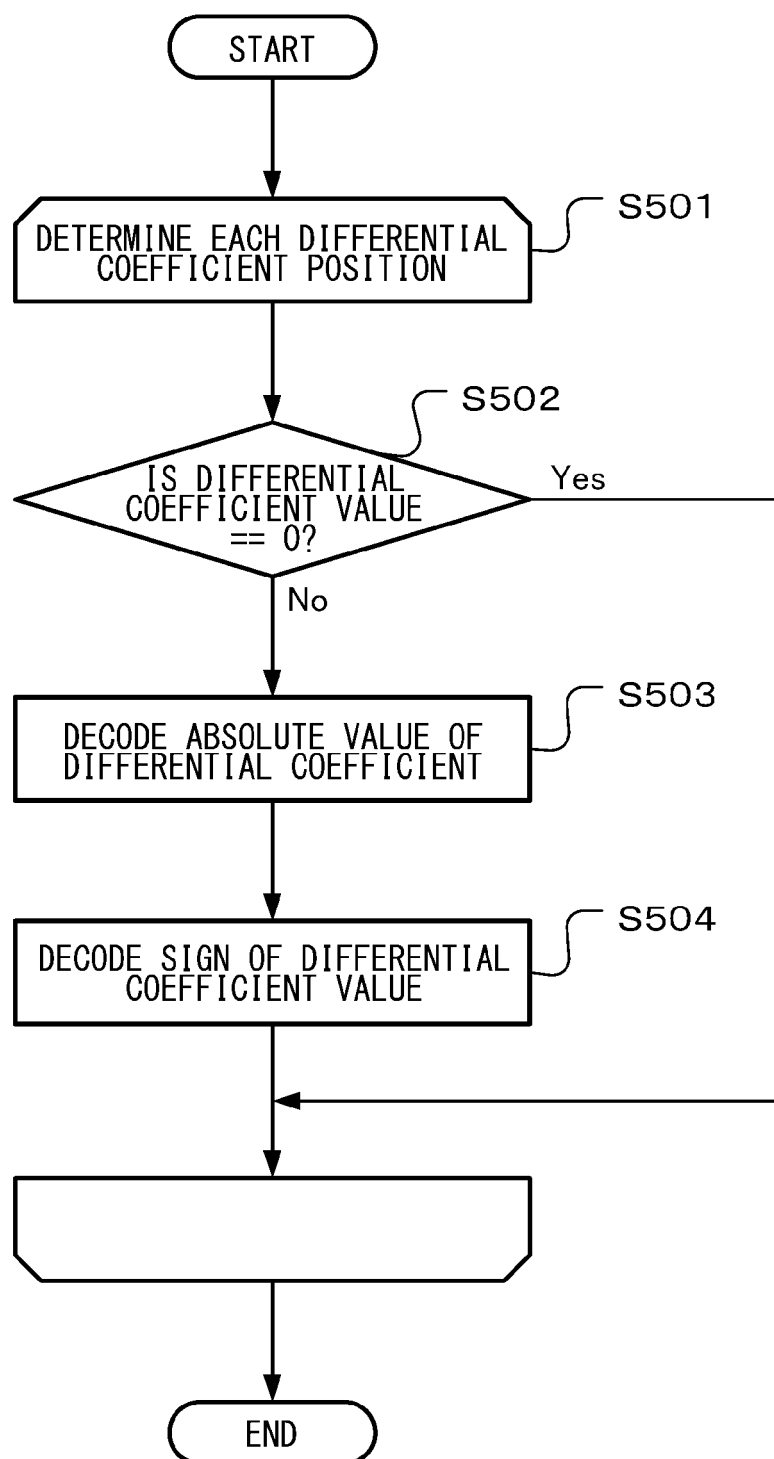 START
DETERMINE EACH DIFFERENTIAL
COEFFICIENT POSITION
S501
S502
IS DIFFERENTIAL
COEFFICIENT VALUE
== 0?
Yes
No
DECODE ABSOLUTE VALUE OF
DIFFERENTIAL COEFFICIENT
S503
DECODE SIGN OF DIFFERENTIAL
COEFFICIENT VALUE
S504
END